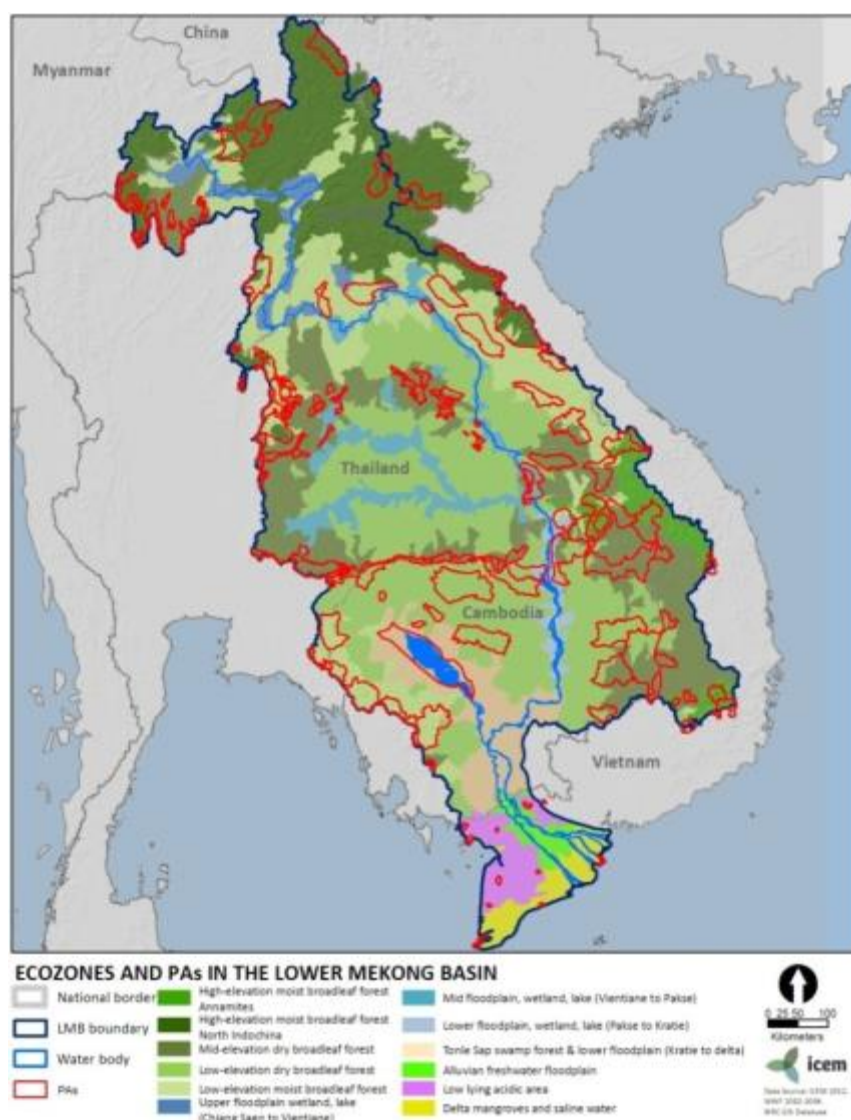 China
Myanmar
Thailand
Cambodia
Vietnam
ECOZONES AND PAs IN THE LOWER MEKONG BASIN
National border
LMB boundary
Water body
PAs
High-elevation moist broadleaf forest
Annamites
High-elevation moist broadleaf forest
North Indochina
Mid-elevation dry broadleaf forest
Low-elevation dry broadleaf forest
Low-elevation moist broadleaf forest
Upper floodplain wetland, lake
(Chiang Saen to Vientiane)
Mid floodplain, wetland, lake (Vientiane to Pakse)
Lower floodplain, wetland, lake (Pakse to Kratie)
Tonle Sap swamp forest & lower floodplain (Kratie to delta)
Alluvian freshwater floodplain
Low lying acidic area
Delta mangroves and saline water
0 25 50 100
Kilometers
icem